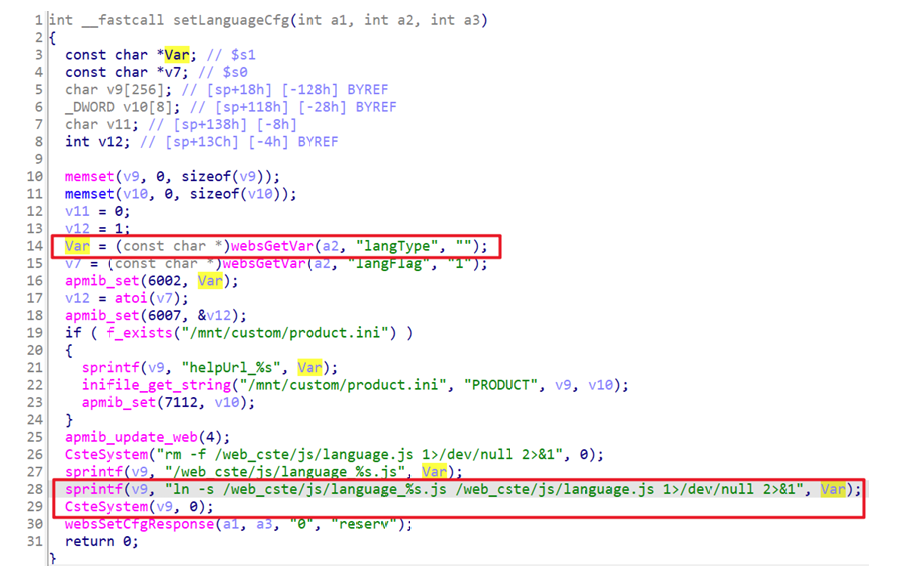 1 int __fastcall setLanguageCfg(int a1, int a2, int a3)
2 {
3 const char *Var; // $s1
4 const char *v7; // $s0
5 char v9[256]; // [sp+18h] [-128h] BYREF
6 _DWORD v10[8]; // [sp+118h] [-28h] BYREF
7 char v11; // [sp+138h] [-8h]
8 int v12; // [sp+13Ch] [-4h] BYREF
9
10 memset(v9, 0, sizeof(v9));
11 memset(v10, 0, sizeof(v10));
12 v11 = 0;
13 v12 = 1;
14 Var = (const char *)websGetVar(a2, "langType", "");
15 v7 = (const char *)websGetVar(a2, "langFlag", "1");
16 apmib_set(6002, Var);
17 v12 = atoi(v7);
18 apmib_set(6007, &v12);
19 if ( f_exists("/mnt/custom/product.ini") )
20 {
21 sprintf(v9, "helpUrl_%s", Var);
22 inifile_get_string("/mnt/custom/product.ini", "PRODUCT", v9, v10);
23 apmib_set(7112, v10);
24 }
25 apmib_update_web(4);
26 CsteSystem("rm -f /web_cste/js/language.js 1>/dev/null 2>&1", 0);
27 sprintf(v9, "/web_cste/js/language_%s.js", Var);
28 sprintf(v9, "ln -s /web_cste/js/language_%s.js /web_cste/js/language.js 1>/dev/null 2>&1", Var);
29 CsteSystem(v9, 0);
30 websSetCfgResponse(a1, a3, "0", "reserv");
31 return 0;
}